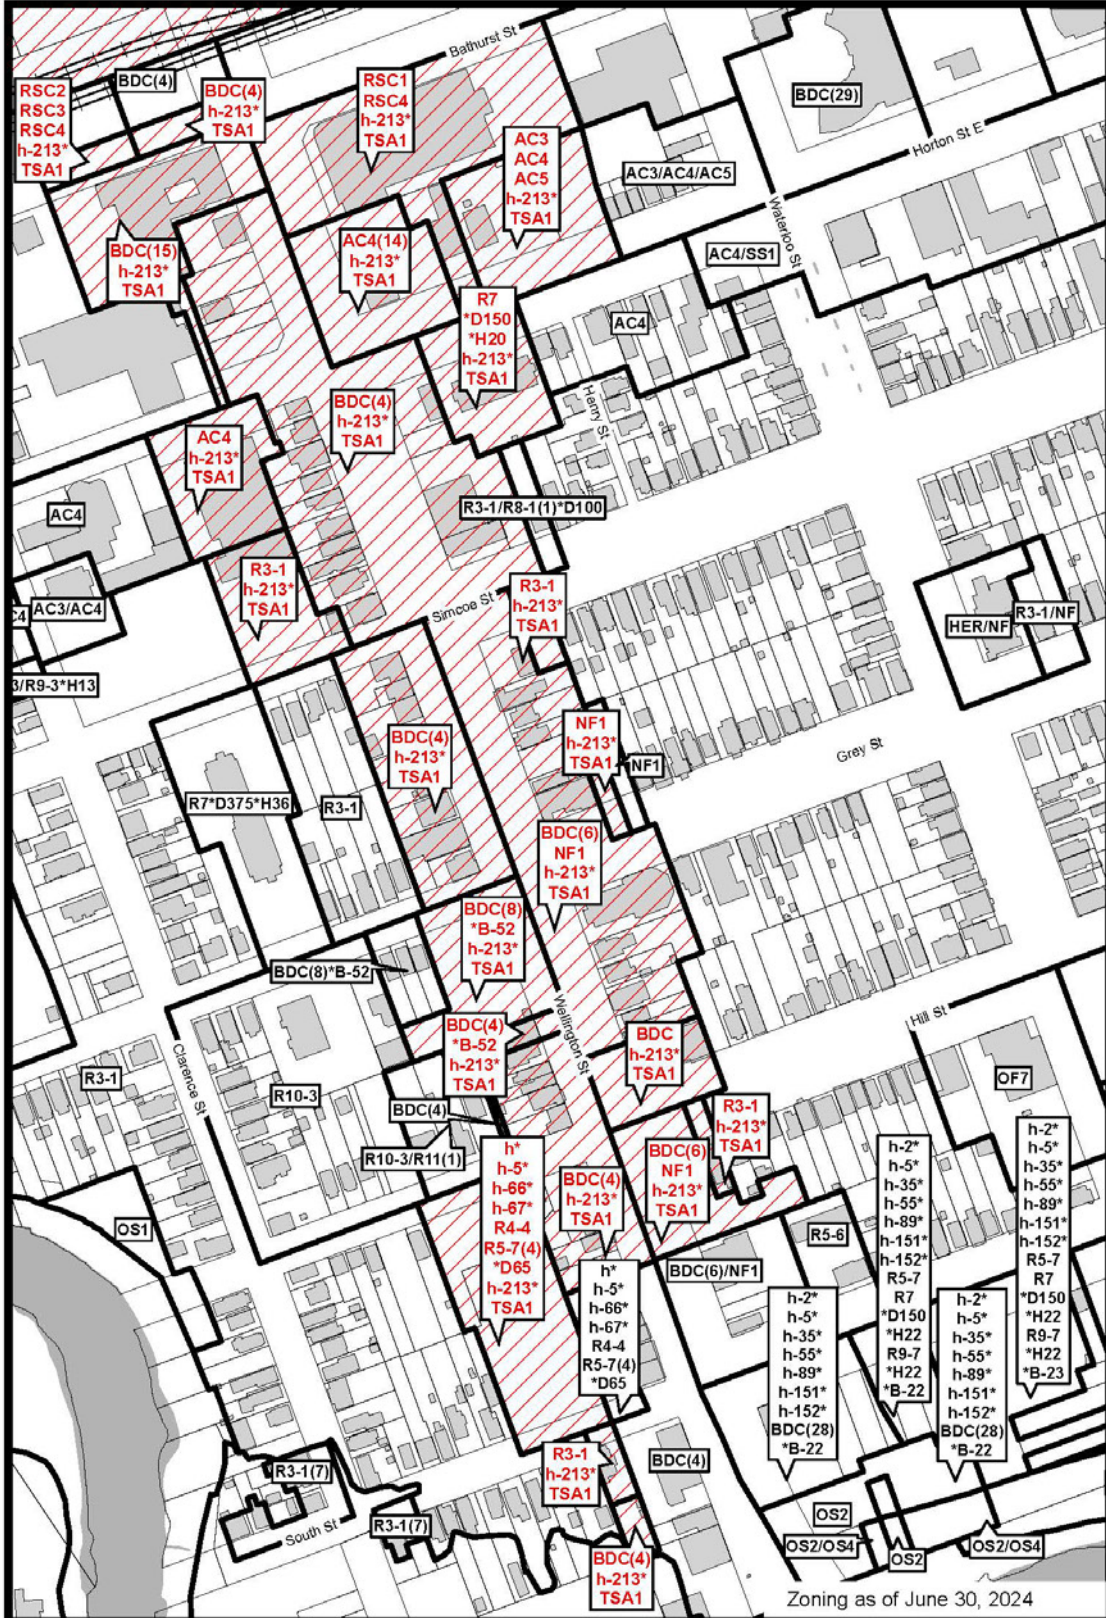 Bathurst St
RSC2
RSC3
RSC4
h-213*
TSA1
BDC(4)
BDC(4)
h-213*
TSA1
RSC1
RSC4
h-213*
TSA1
BDC(29)
Horton St E
AC3
AC4
AC5
h-213*
TSA1
AC3/AC4/AC5
Waterloo St
BDC(15)
h-213*
TSA1
AC4(14)
h-213*
TSA1
AC4/SS1
R7
*D150
*H20
h-213*
TSA1
AC4
Henry St
BDC(4)
h-213*
TSA1
AC4
h-213*
TSA1
AC4
R3-1/R8-1(1)*D100
R3-1
h-213*
TSA1
Simcoe St
R3-1
h-213*
TSA1
C4
AC3/AC4
HER/NF
R3-1/NF
3/R9-3*H13
BDC(4)
h-213*
TSA1
NF1
h-213*
TSA1
NF1
Grey St
R7*D375*H36
R3-1
BDC(6)
NF1
h-213*
TSA1
BDC(8)
*B-52
h-213*
TSA1
BDC(8)*B-52
Wellington St
Hill St
BDC(4)
*B-52
h-213*
TSA1
BDC
h-213*
TSA1
Clarence St
R3-1
R10-3
OF7
BDC(4)
R3-1
h-213*
TSA1
R10-3/R11(1)
h*
h-5*
h-66*
h-67*
R4-4
R5-7(4)
*D65
h-213*
TSA1
BDC(4)
h-213*
TSA1
BDC(6)
NF1
h-213*
TSA1
h-2*
h-5*
h-35*
h-55*
h-89*
h-151*
h-152*
R5-7
R7
*D150
*H22
R9-7
*H22
*B-22
h-2*
h-5*
h-35*
h-55*
h-89*
h-151*
h-152*
R5-7
R7
*D150
*H22
R9-7
*H22
*B-23
OS1
R5-6
BDC(6)/NF1
h*
h-5*
h-66*
h-67*
R4-4
R5-7(4)
*D65
h-2*
h-5*
h-35*
h-55*
h-89*
h-151*
h-152*
BDC(28)
*B-22
h-2*
h-5*
h-35*
h-55*
h-89*
h-151*
h-152*
BDC(28)
*B-22
R3-1
h-213*
TSA1
BDC(4)
R3-1(7)
South St
R3-1(7)
OS2
OS2/OS4
OS2
OS2/OS4
BDC(4)
h-213*
TSA1
Zoning as of June 30, 2024